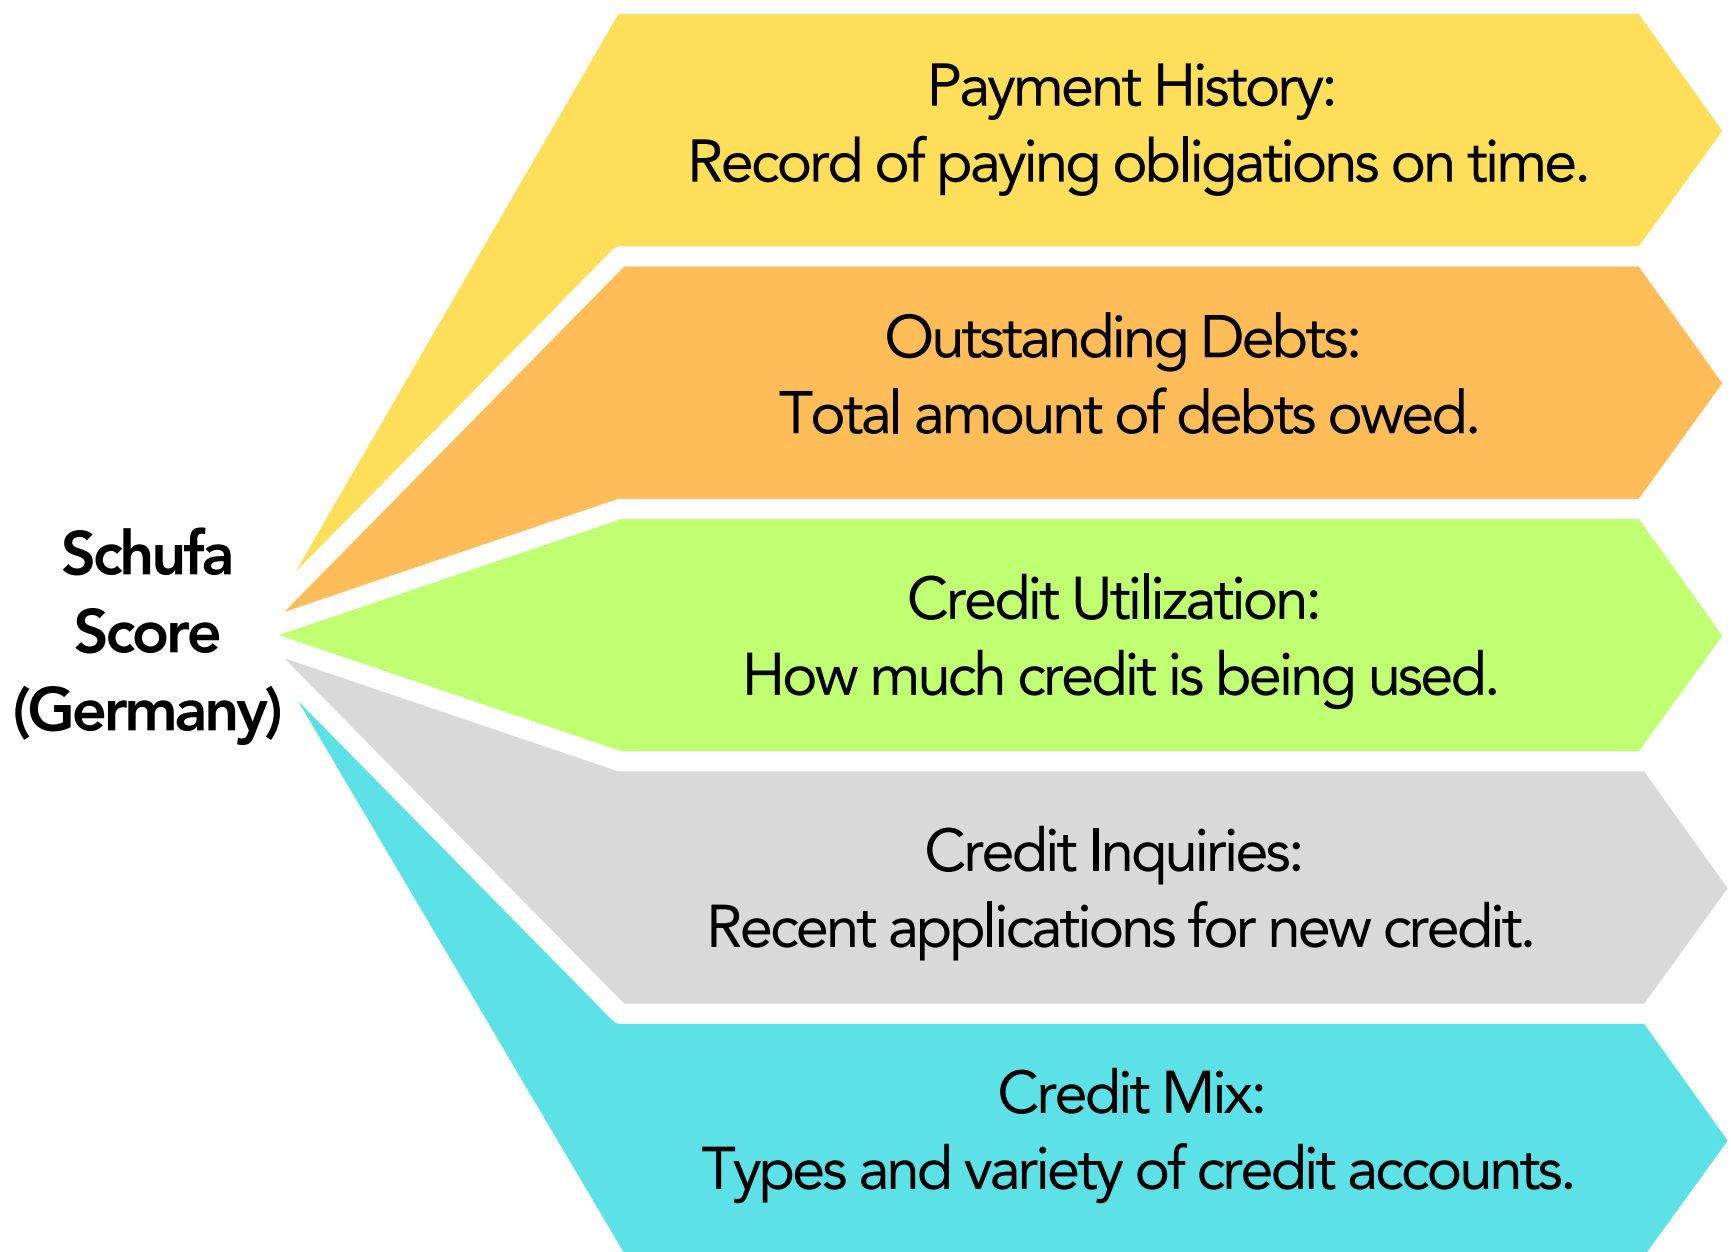 Schufa
Score
(Germany)
Payment History:
Record of paying obligations on time.
Outstanding Debts:
Total amount of debts owed.
Credit Utilization:
How much credit is being used.
Credit Inquiries:
Recent applications for new credit.
Credit Mix:
Types and variety of credit accounts.